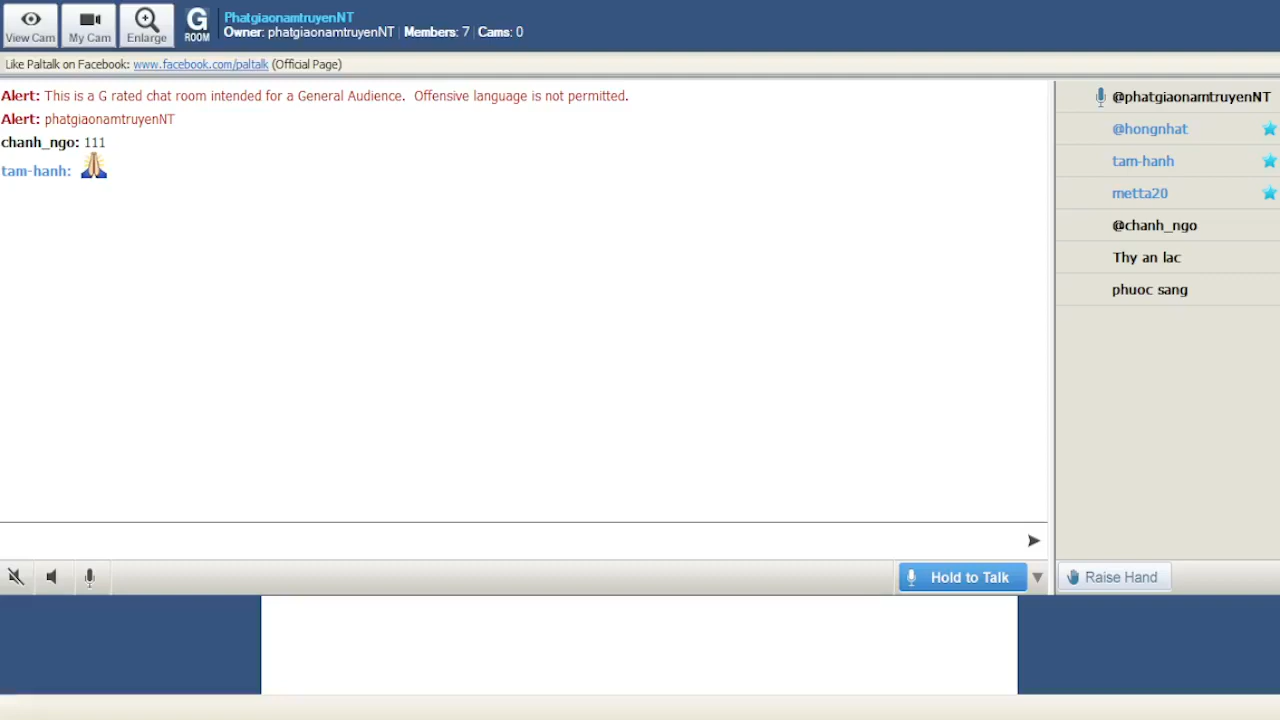 View Cam
My Cam
Enlarge
G
ROOM
PhatgiaonamtruyenNT
Owner: phatgiaonamtruyenNT | Members: 7 | Cams: 0
Like Paltalk on Facebook: www.facebook.com/paltalk (Official Page)
Alert: This is a G rated chat room intended for a General Audience.  Offensive language is not permitted.
Alert: phatgiaonamtruyenNT
chanh_ngo: 111
tam-hanh:
@phatgiaonamtruyenNT
@hongnhat
tam-hanh
metta20
@chanh_ngo
Thy an lac
phuoc sang
Hold to Talk
Raise Hand